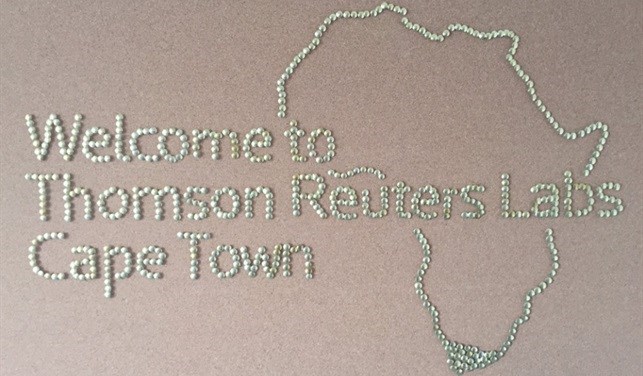 Welcome to
Thomson Reuters Labs
Cape Town